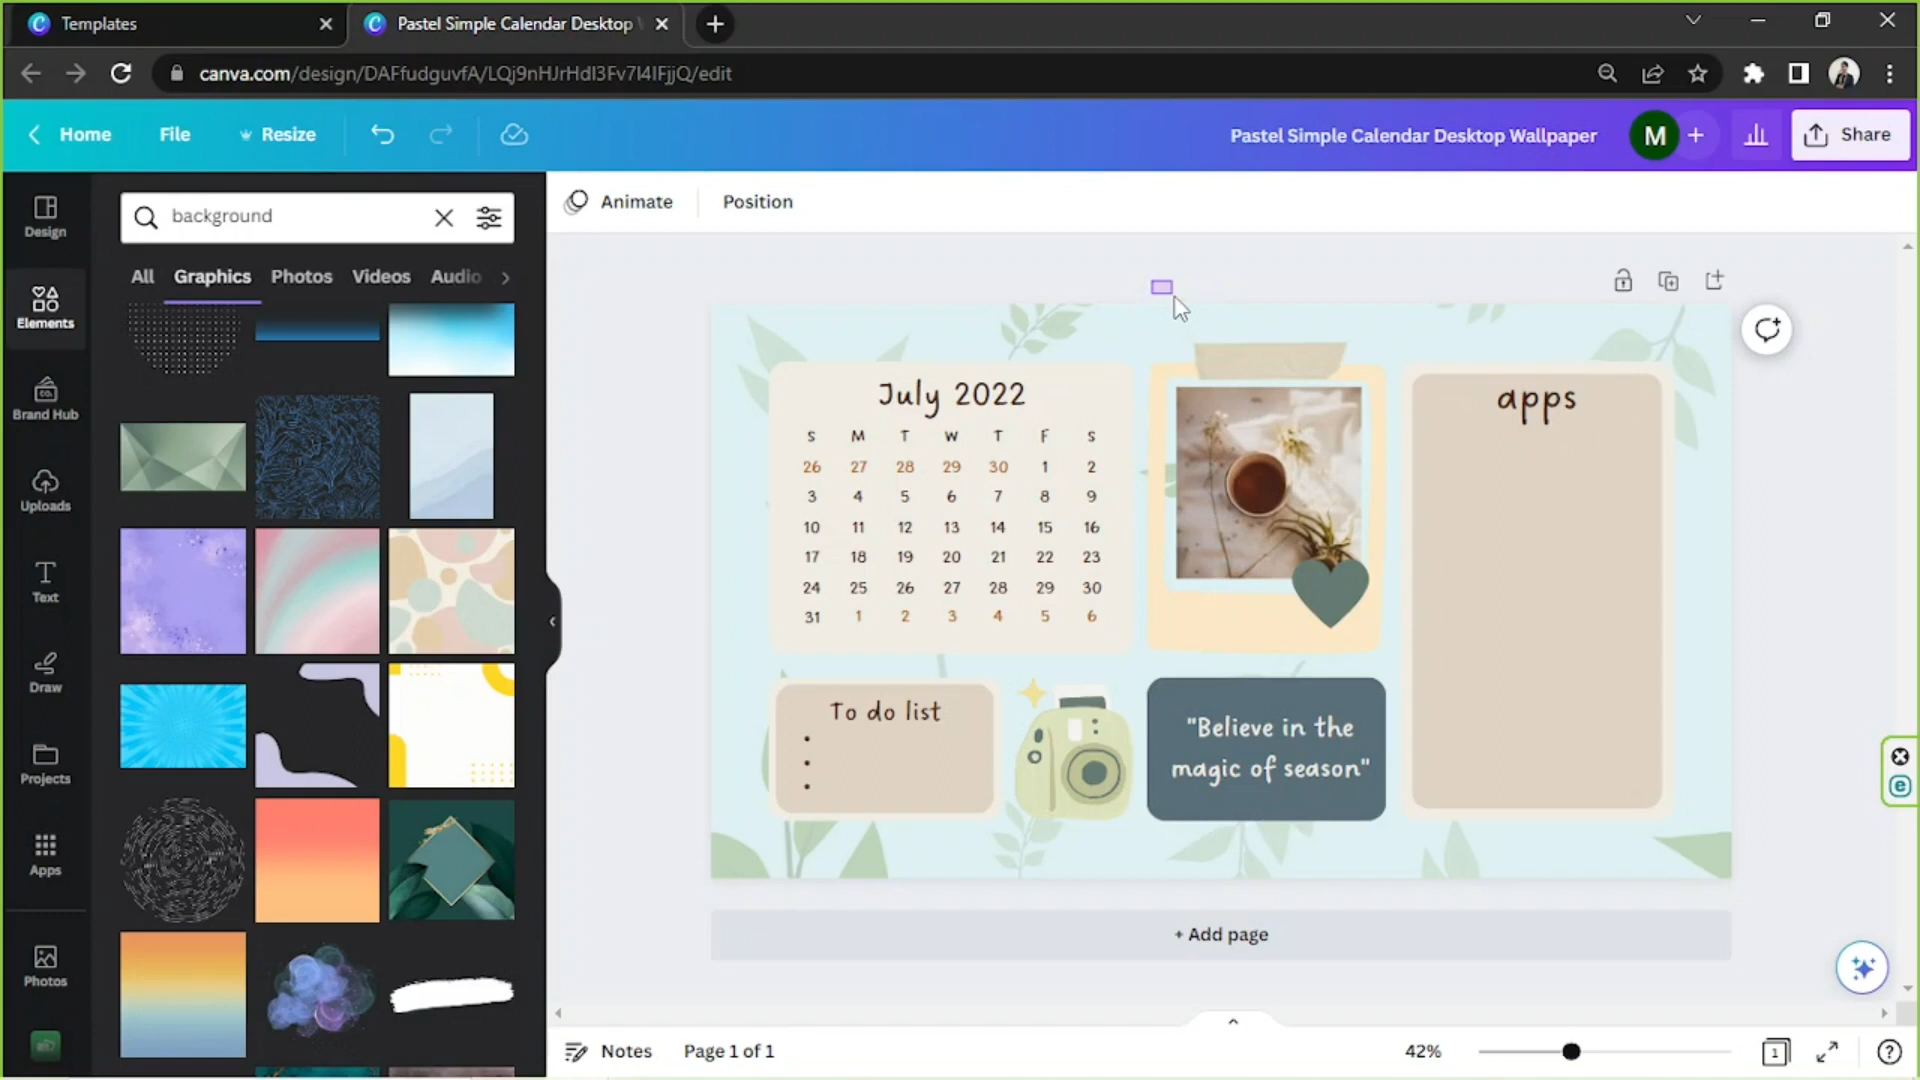 Templates
Pastel Simple Calendar Desktop
canva.com/design/DAFfudguvfA/LQj9nHJrHdI3Fv7I4IFjjQ/edit
Home
File
Resize
Pastel Simple Calendar Desktop Wallpaper
M
Share
Design
Elements
Brand Hub
Uploads
Text
Draw
Projects
Apps
Photos
background
All Graphics Photos Videos Audio
Animate
Position
July 2022
S M T W T F S
26 27 28 29 30 1 2
3 4 5 6 7 8 9
10 11 12 13 14 15 16
17 18 19 20 21 22 23
24 25 26 27 28 29 30
31 1 2 3 4 5 6
apps
To do list
"Believe in the
magic of season"
+ Add page
Notes
Page 1 of 1
42%
1